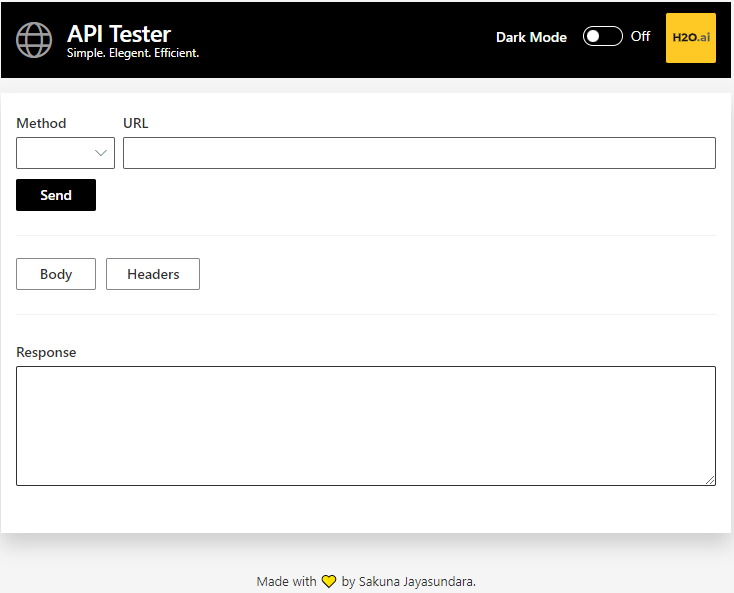 API Tester
Simple. Elegent. Efficient.
Dark Mode
Off
H2O.ai
Method
URL
Send
Body
Headers
Response
Made with 💛 by Sakuna Jayasundara.